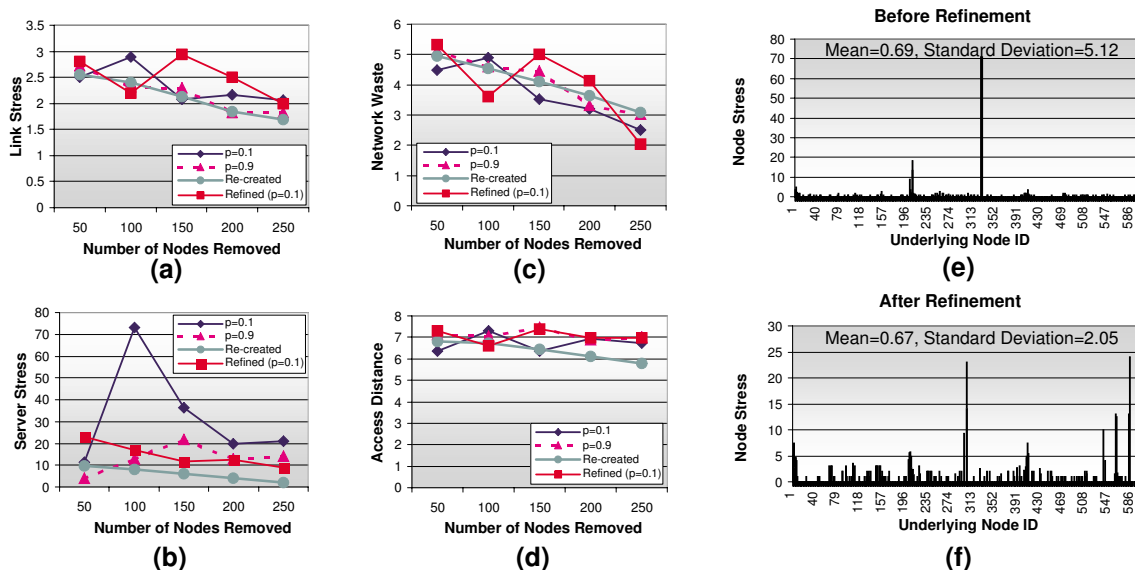 3.5
3
2.5
2
1.5
1
0.5
0
Link Stress
p=0.1
p=0.9
Re-created
Refined (p=0.1)
50 100 150 200 250
Number of Nodes Removed
(a)
6
5
4
3
2
1
0
Network Waste
p=0.1
p=0.9
Re-created
Refined (p=0.1)
50 100 150 200 250
Number of Nodes Removed
(c)
Before Refinement
Mean=0.69, Standard Deviation=5.12
80
70
60
50
40
30
20
10
0
Node Stress
1 40 79 118 157 196 235 274 313 352 391 430 469 508 547 586
Underlying Node ID
(e)
80
70
60
50
40
30
20
10
0
Server Stress
p=0.1
p=0.9
Re-created
Refined (p=0.1)
50 100 150 200 250
Number of Nodes Removed
(b)
8
7
6
5
4
3
2
1
0
Access Distance
p=0.1
p=0.9
Re-created
Refined (p=0.1)
50 100 150 200 250
Number of Nodes Removed
(d)
After Refinement
Mean=0.67, Standard Deviation=2.05
30
25
20
15
10
5
0
Node Stress
1 40 79 118 157 196 235 274 313 352 391 430 469 508 547 586
Underlying Node ID
(f)